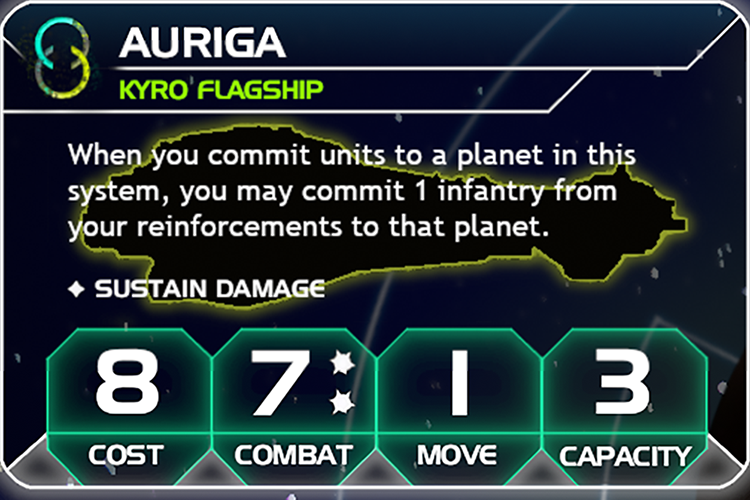 AURIGA
KYRO FLAGSHIP
When you commit units to a planet in this
system, you may commit 1 infantry from
your reinforcements to that planet.
SUSTAIN DAMAGE
8 7 1 3
COST COMBAT MOVE CAPACITY